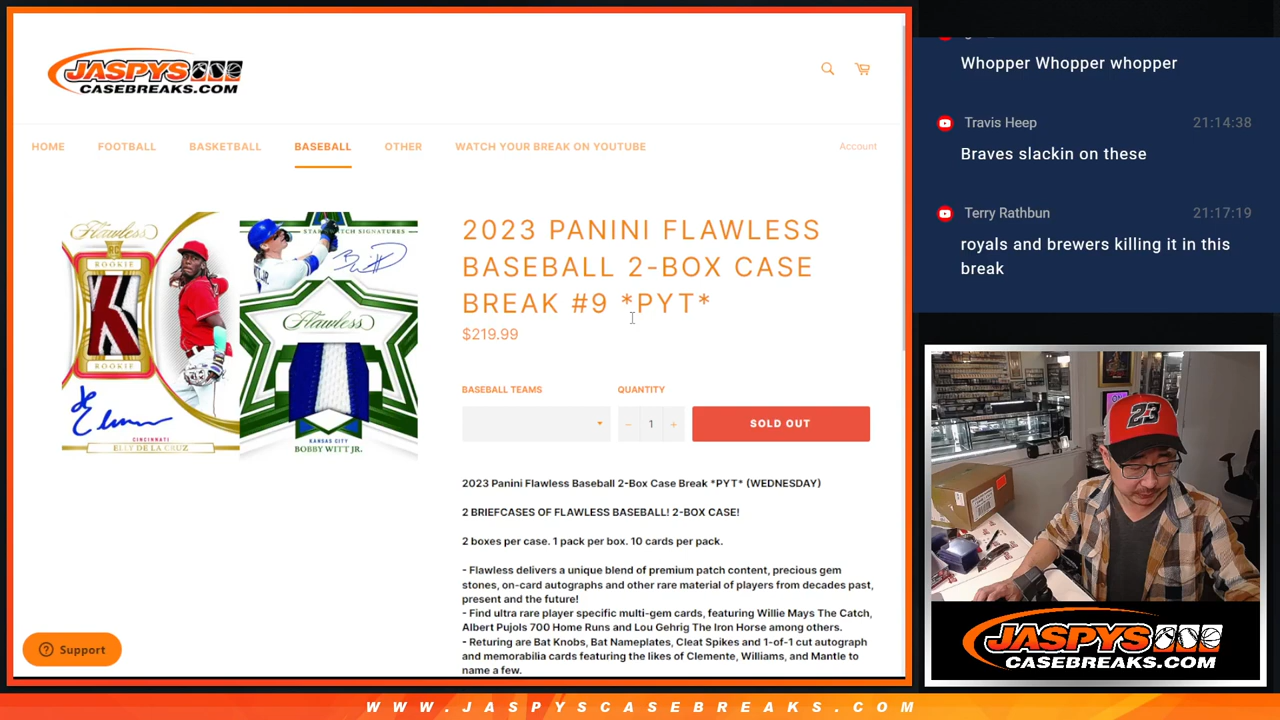 JASPYS
CASEBREAKS.COM
HOME FOOTBALL BASKETBALL BASEBALL OTHER WATCH YOUR BREAK ON YOUTUBE Account
Flawless
ROOKIE
ROOKIE
CINCINNATI
ELLY DE LA CRUZ
Flawless
KANSAS CITY
BOBBY WITT JR.
2023 PANINI FLAWLESS
BASEBALL 2-BOX CASE
BREAK #9 *PYT*
$219.99
BASEBALL TEAMS QUANTITY
− 1 + SOLD OUT
2023 Panini Flawless Baseball 2-Box Case Break *PYT* (WEDNESDAY)
2 BRIEFCASES OF FLAWLESS BASEBALL! 2-BOX CASE!
2 boxes per case. 1 pack per box. 10 cards per pack.
- Flawless delivers a unique blend of premium patch content, precious gem
stones, on-card autographs and other rare material of players from decades past,
present and the future!
- Find ultra rare player specific multi-gem cards, featuring Willie Mays The Catch,
Albert Pujols 700 Home Runs and Lou Gehrig The Iron Horse among others.
- Returing are Bat Knobs, Bat Nameplates, Cleat Spikes and 1-of-1 cut autograph
and memorabilia cards featuring the likes of Clemente, Williams, and Mantle to
name a few.
Support
Whopper Whopper whopper
Travis Heep 21:14:38
Braves slackin on these
Terry Rathbun 21:17:19
royals and brewers killing it in this
break
23
JASPYS
CASEBREAKS.COM
WWW.JASPYSCASEBREAKS.COM